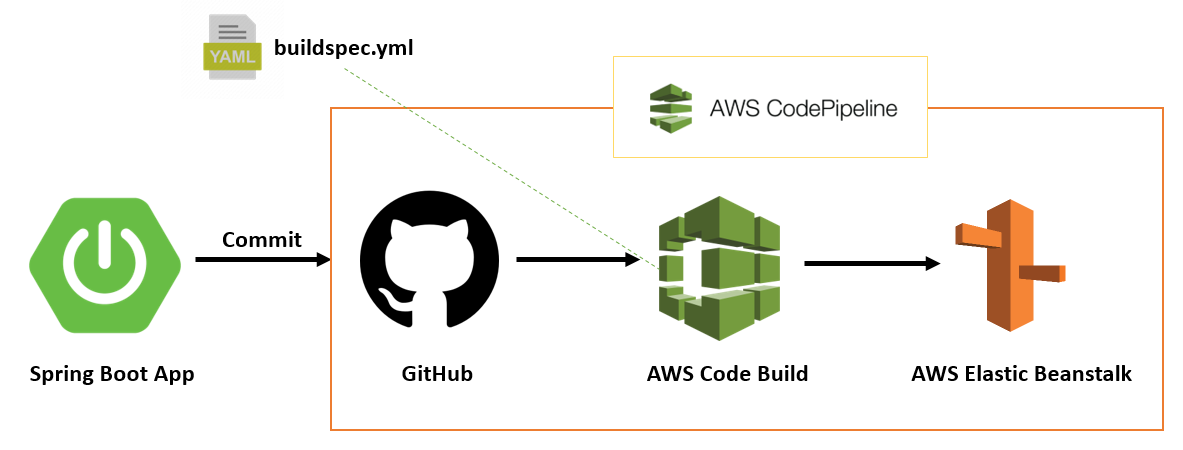 YAML
buildspec.yml
AWS CodePipeline
Commit
Spring Boot App
GitHub
AWS Code Build
AWS Elastic Beanstalk